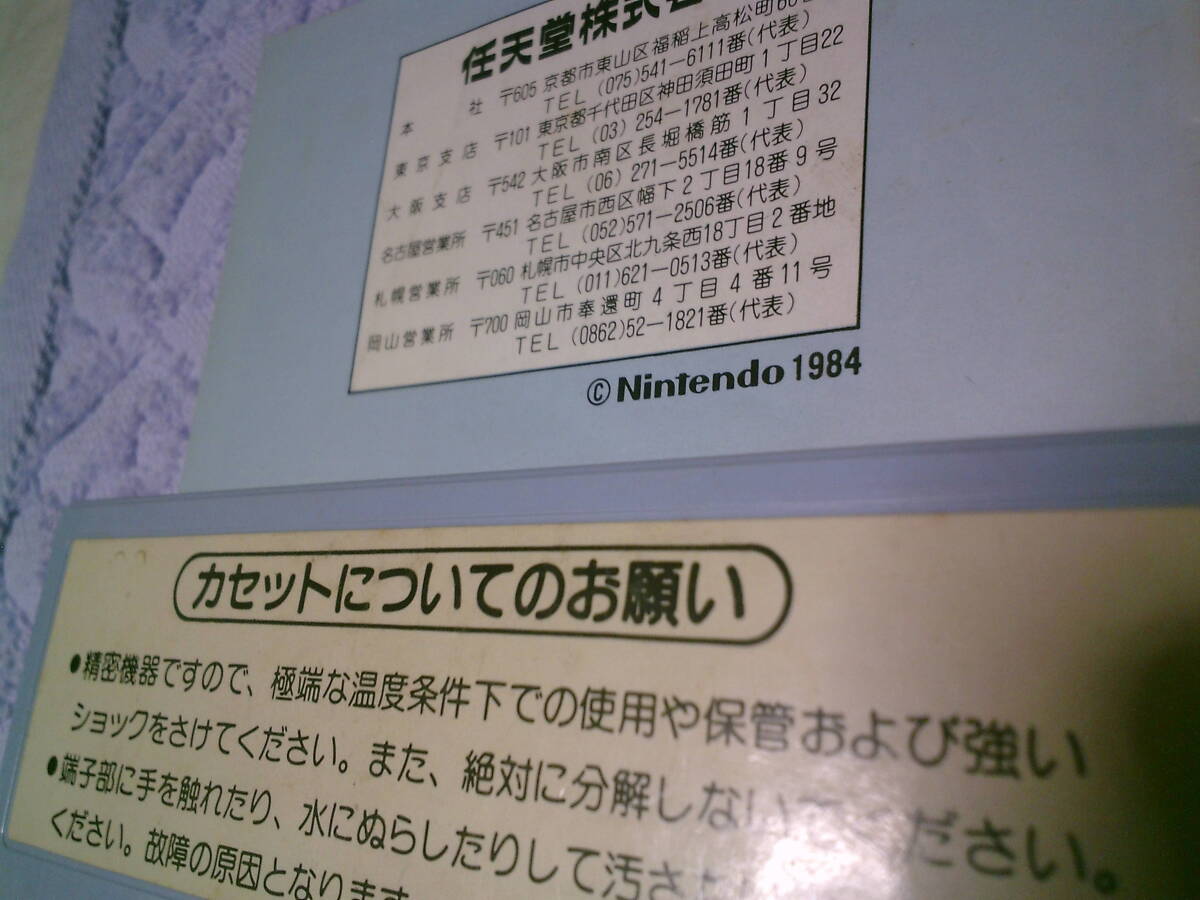 任天堂株式会
本 社 〒605 京都市東山区福稲上高松町60
TEL (075)541-6111番(代表)
東京支店 〒101 東京都千代田区神田須田町1丁目22
TEL (03) 254-1781番(代表)
大阪支店 〒542 大阪市南区長堀橋筋1丁目32
TEL (06) 271-5514番(代表)
名古屋営業所 〒451 名古屋市西区幅下2丁目18番9号
TEL (052)571-2506番(代表)
札幌営業所 〒060 札幌市中央区北九条西18丁目2番地
TEL (011)621-0513番(代表)
岡山営業所 〒700 岡山市奉還町4丁目4番11号
TEL (0862)52-1821番(代表)
©Nintendo 1984
カセットについてのお願い
●精密機器ですので、極端な温度条件下での使用や保管および強い
ショックをさけてください。また、絶対に分解しない ださい。
●端子部に手を触れたり、水にぬらしたりして汚さ
ください。故障の原因となります